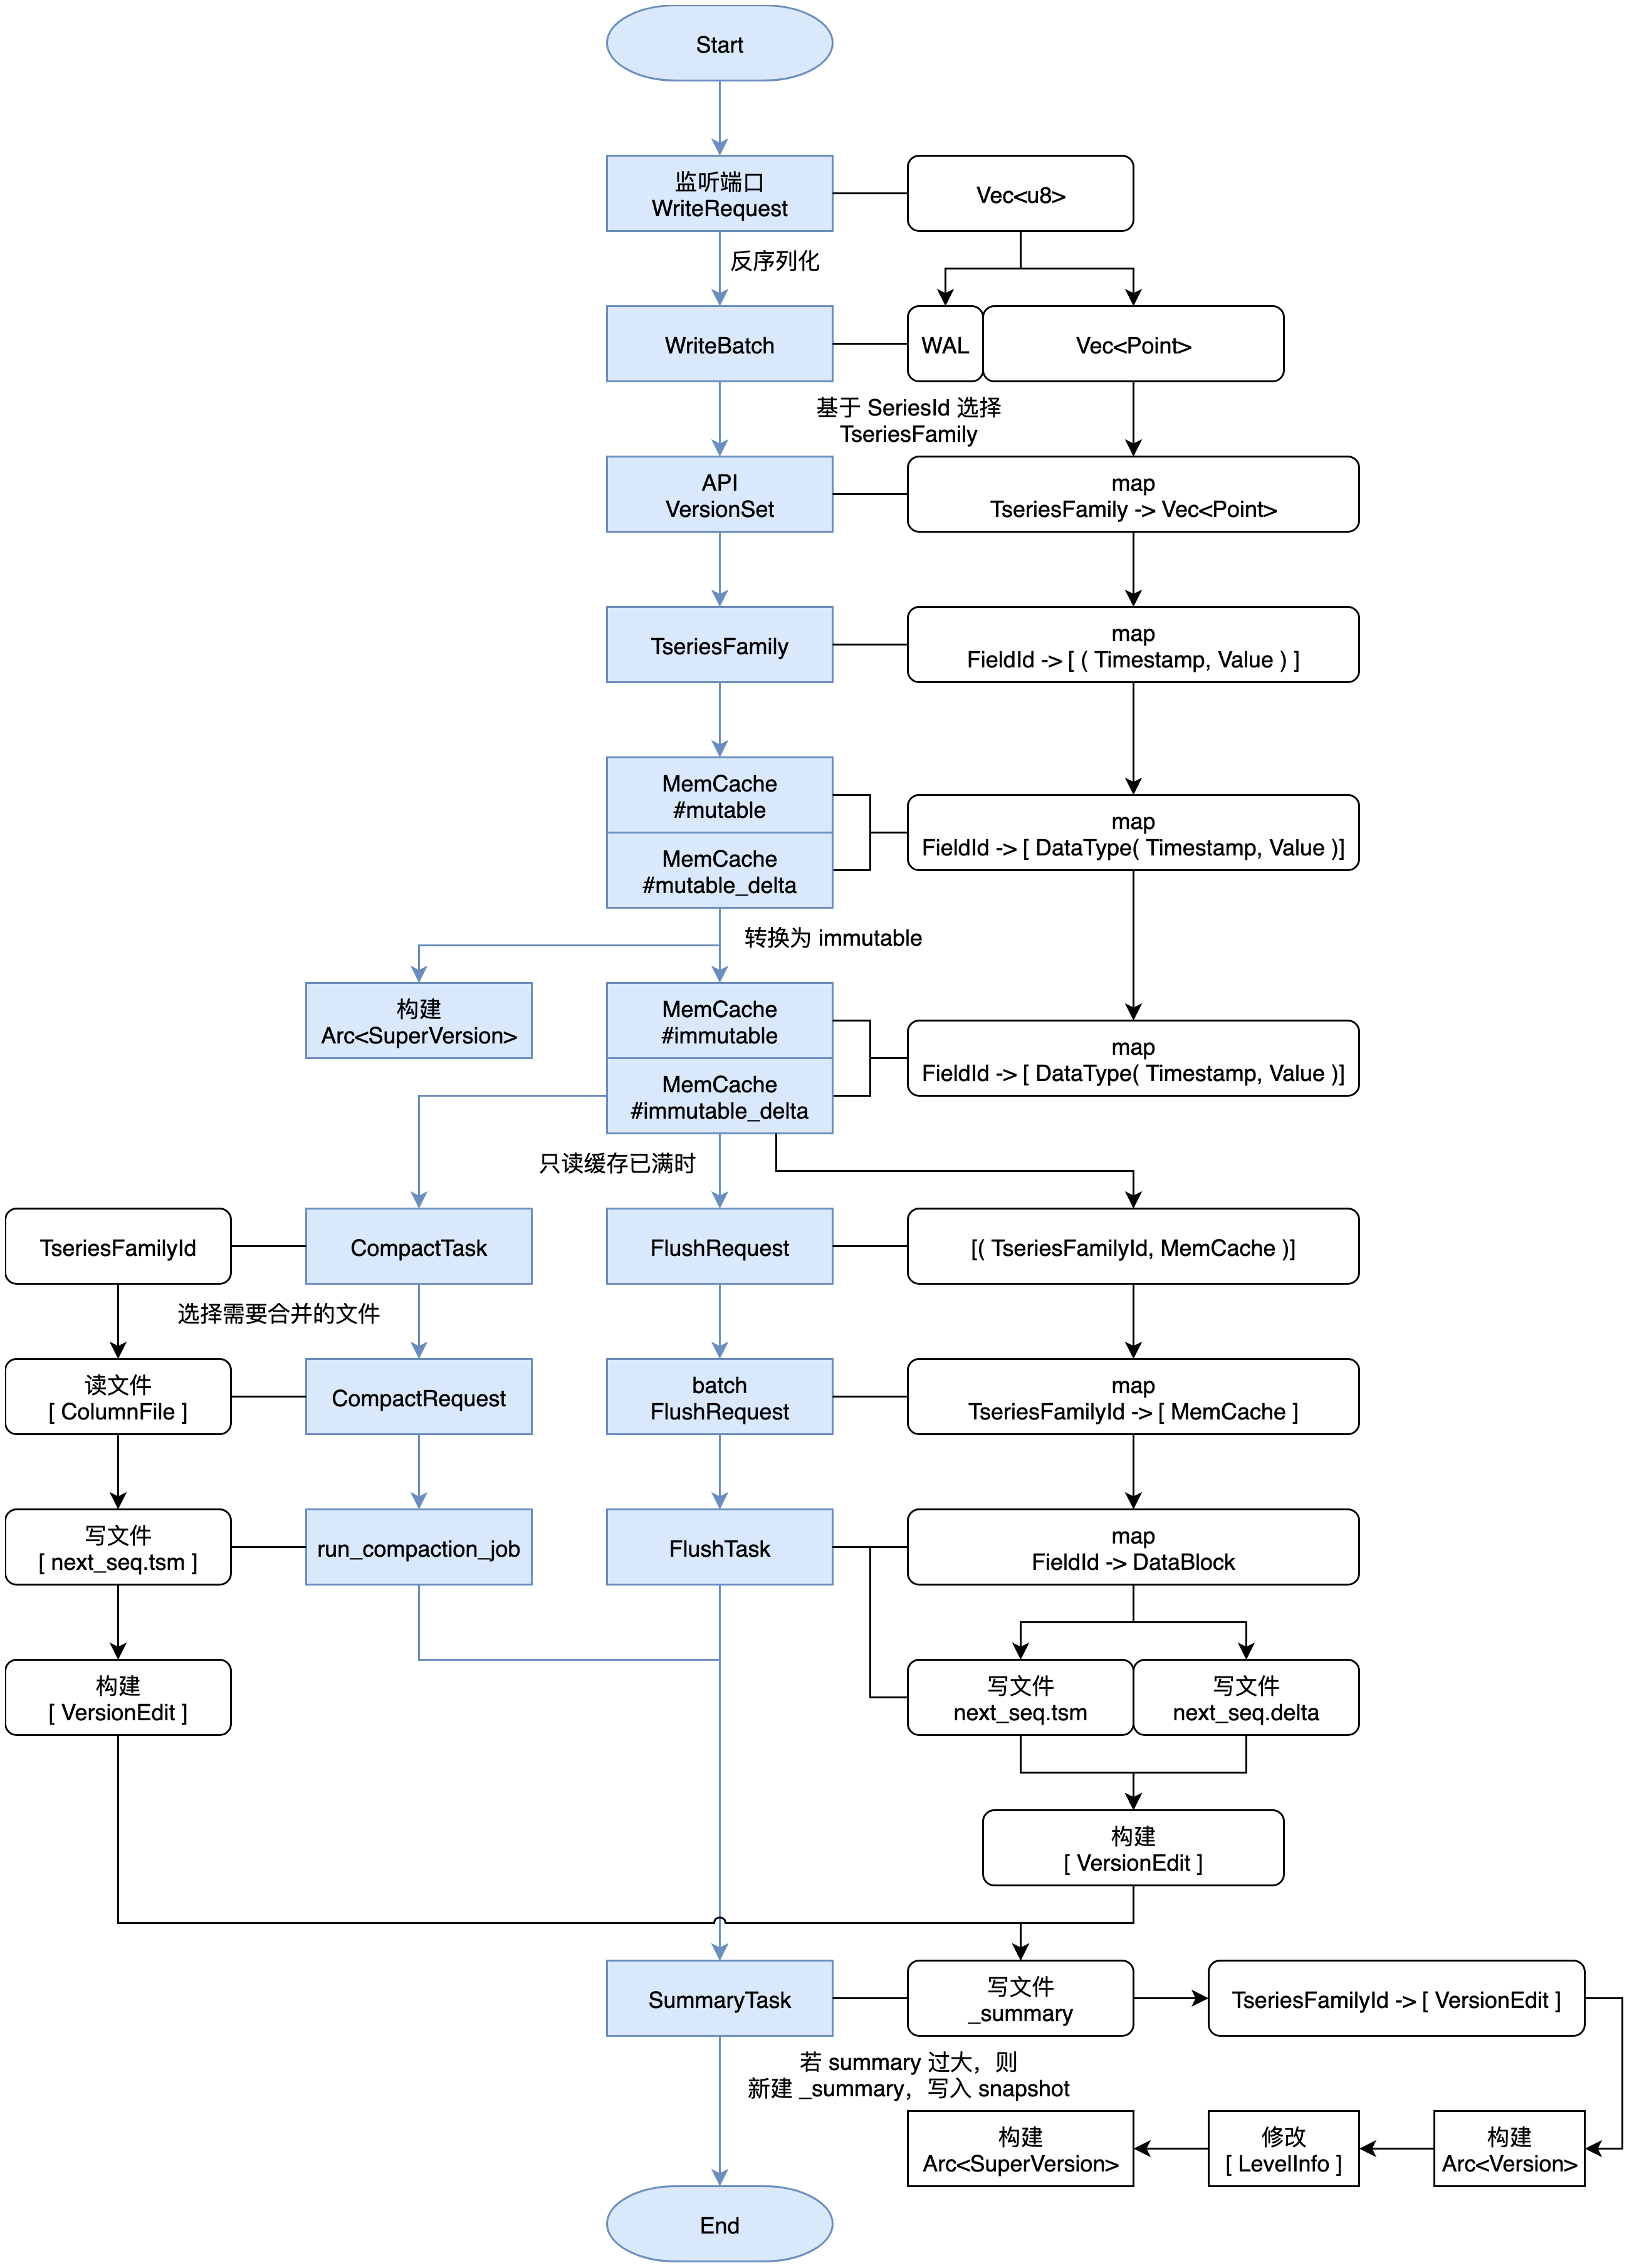 Start
监听端口
WriteRequest
Vec<u8>
反序列化
WriteBatch
WAL
Vec<Point>
基于 SeriesId 选择
TseriesFamily
API
VersionSet
map
TseriesFamily -> Vec<Point>
TseriesFamily
map
FieldId -> [ ( Timestamp, Value ) ]
MemCache
#mutable
MemCache
#mutable_delta
map
FieldId -> [ DataType( Timestamp, Value )]
转换为 immutable
构建
Arc<SuperVersion>
MemCache
#immutable
MemCache
#immutable_delta
map
FieldId -> [ DataType( Timestamp, Value )]
只读缓存已满时
TseriesFamilyId
CompactTask
FlushRequest
[( TseriesFamilyId, MemCache )]
选择需要合并的文件
读文件
[ ColumnFile ]
CompactRequest
batch
FlushRequest
map
TseriesFamilyId -> [ MemCache ]
写文件
[ next_seq.tsm ]
run_compaction_job
FlushTask
map
FieldId -> DataBlock
构建
[ VersionEdit ]
写文件
next_seq.tsm
写文件
next_seq.delta
构建
[ VersionEdit ]
SummaryTask
写文件
_summary
TseriesFamilyId -> [ VersionEdit ]
若 summary 过大，则
新建 _summary，写入 snapshot
构建
Arc<SuperVersion>
修改
[ LevelInfo ]
构建
Arc<Version>
End